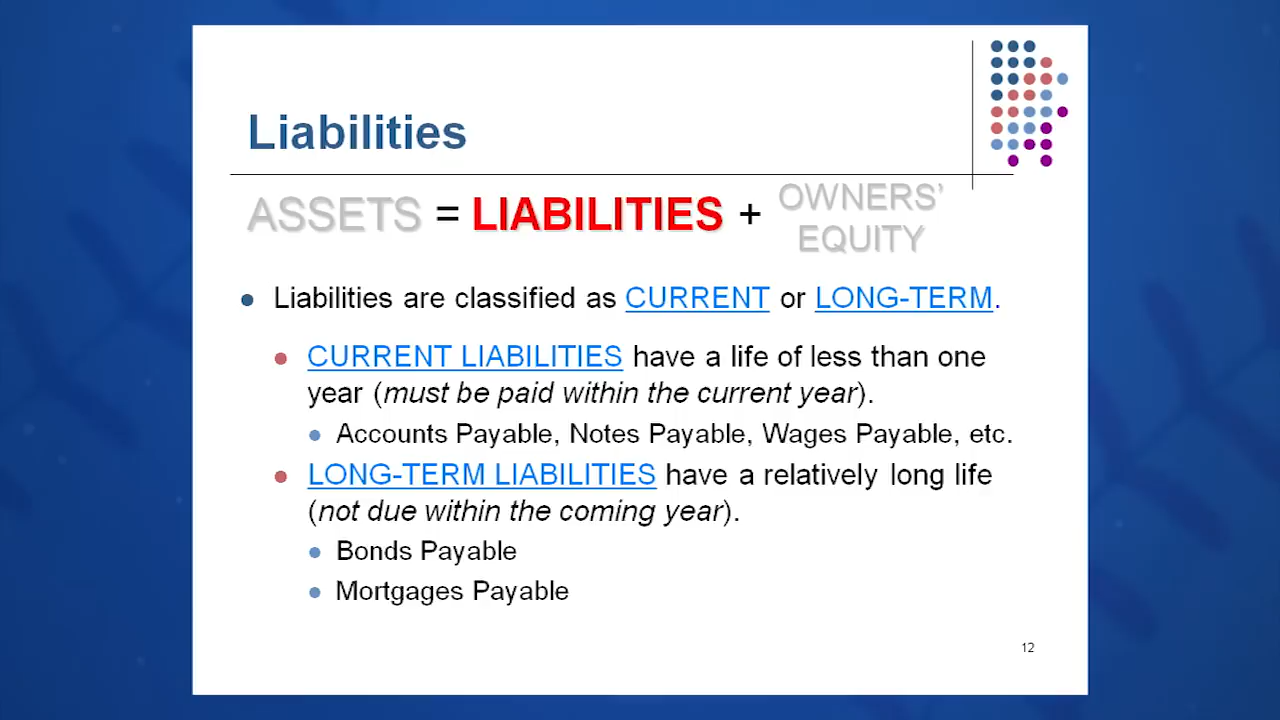 Liabilities
ASSETS = LIABILITIES + OWNERS’ EQUITY
Liabilities are classified as CURRENT or LONG-TERM.
CURRENT LIABILITIES have a life of less than one
year (must be paid within the current year).
Accounts Payable, Notes Payable, Wages Payable, etc.
LONG-TERM LIABILITIES have a relatively long life
(not due within the coming year).
Bonds Payable
Mortgages Payable
12